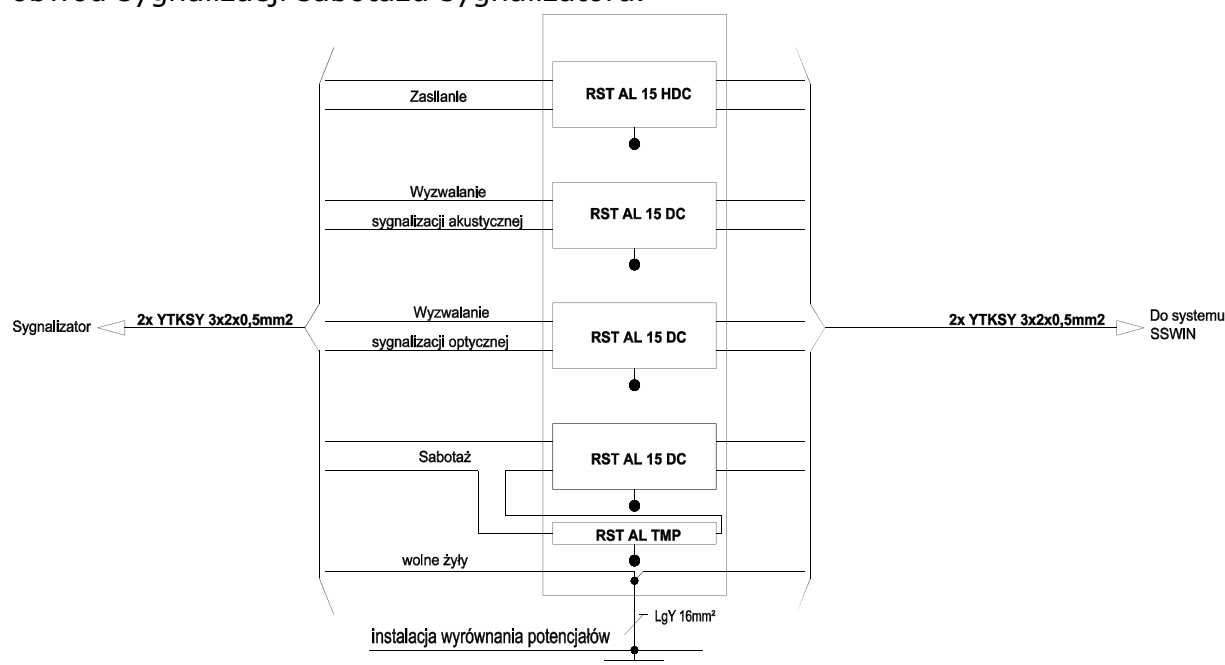 obwód sygnalizacji sabotażu sygnalizatora.
RST AL 15 HDC
Zasilanie
Wyzwalanie
sygnalizacji akustycznej
RST AL 15 DC
Wyzwalanie
sygnalizacji optycznej
RST AL 15 DC
Sygnalizator
2x YTKSY 3x2x0,5mm2
2x YTKSY 3x2x0,5mm2
Do systemu
SSWIN
Sabotaż
RST AL 15 DC
RST AL TMP
wolne żyły
LgY 16mm²
instalacja wyrównania potencjałów